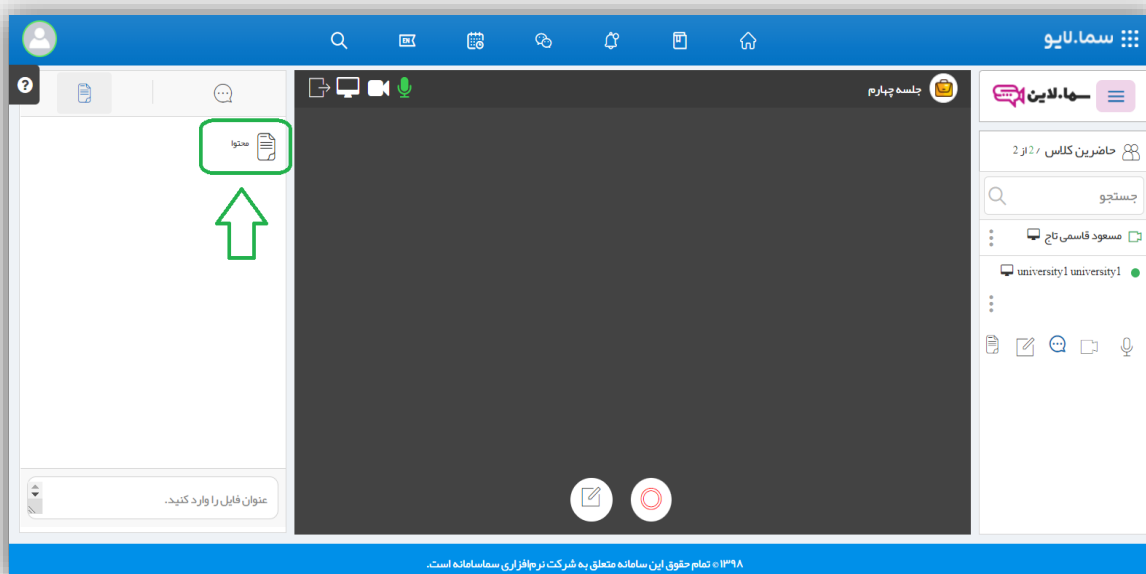 سما.لایو
EN
سما.لاین
جلسه چهارم
حاضرین کلاس 2/ از 2
جستجو
مسعود قاسمی تاج
university1 university1
محتوا
عنوان فایل را وارد کنید.
?
۱۳۹۸ © تمام حقوق این سامانه متعلق به شرکت نرم‌افزاری سماسامانه است.